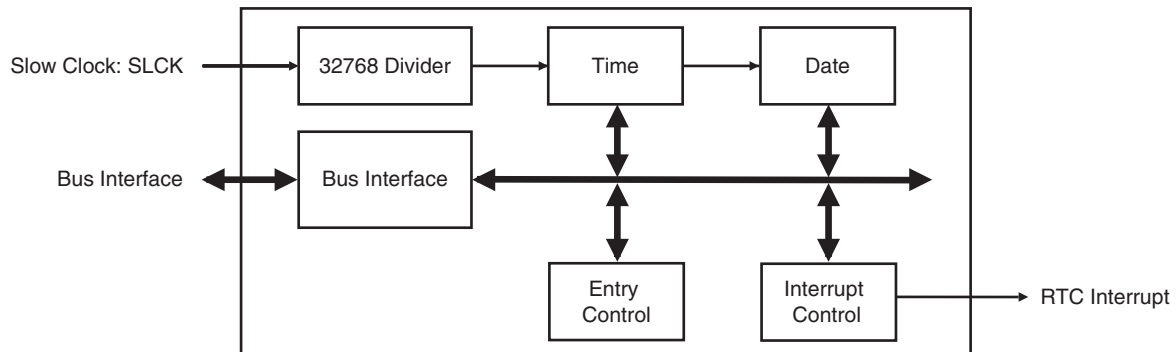 Slow Clock: SLCK
32768 Divider
Time
Date
Bus Interface
Bus Interface
Entry
Control
Interrupt
Control
RTC Interrupt